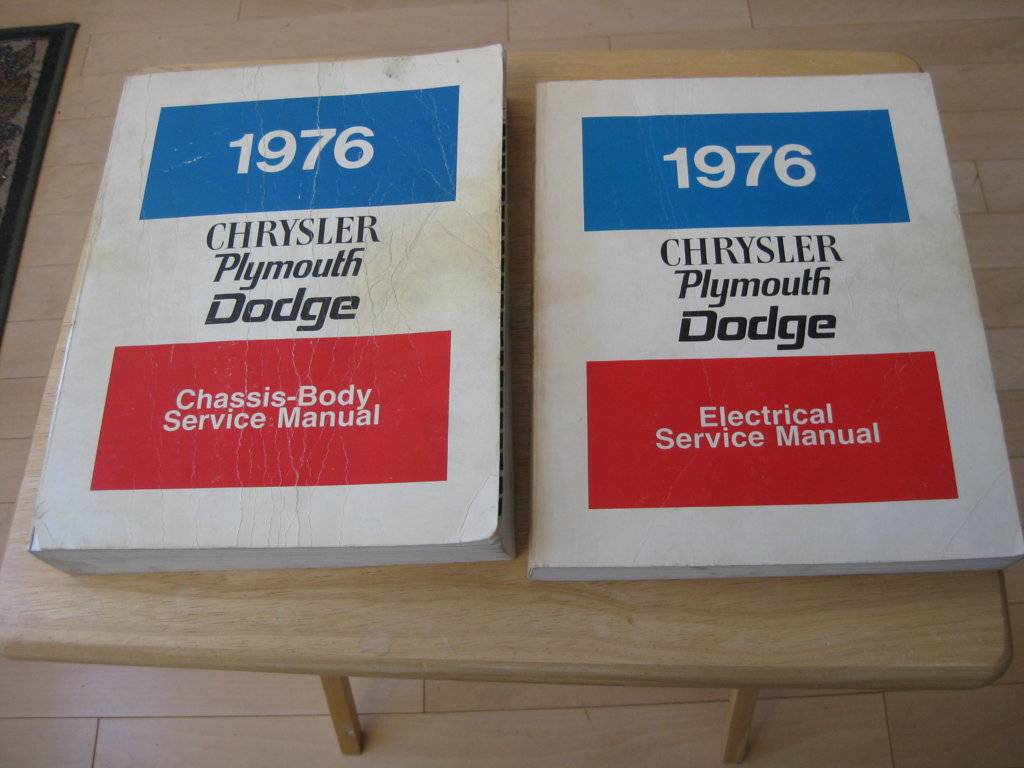 1976
CHRYSLER
Plymouth
Dodge
Chassis-Body
Service Manual
1976
CHRYSLER
Plymouth
Dodge
Electrical
Service Manual